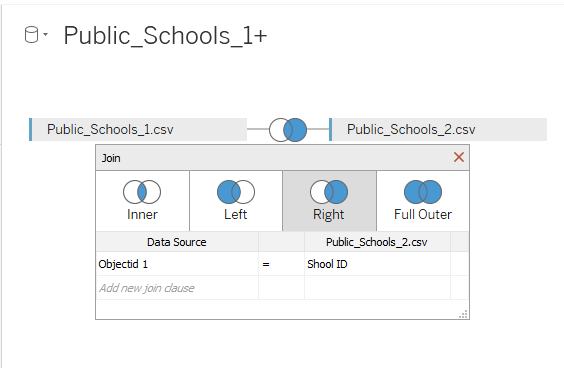 Public_Schools_1+
Public_Schools_1.csv Public_Schools_2.csv
Join
Inner Left Right Full Outer
Data Source Public_Schools_2.csv
Objectid 1 = Shool ID
Add new join clause